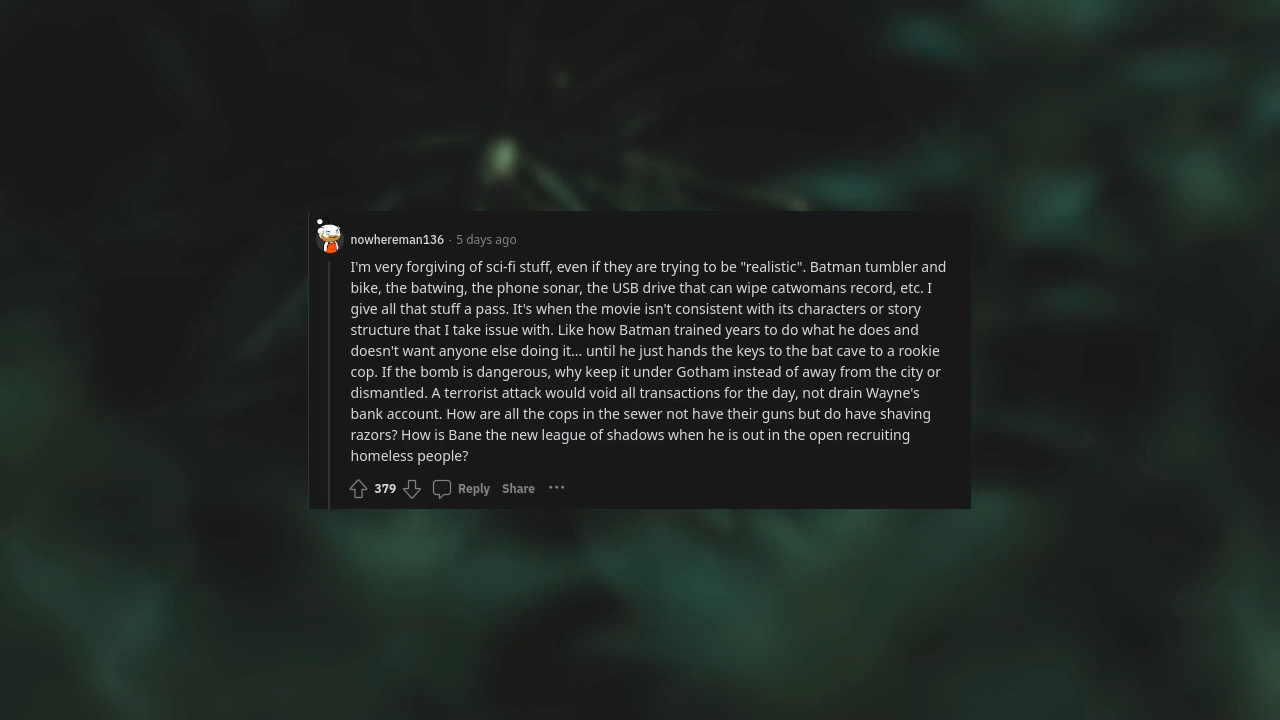 nowhereman136 · 5 days ago
I'm very forgiving of sci-fi stuff, even if they are trying to be "realistic". Batman tumbler and
bike, the batwing, the phone sonar, the USB drive that can wipe catwomans record, etc. I
give all that stuff a pass. It's when the movie isn't consistent with its characters or story
structure that I take issue with. Like how Batman trained years to do what he does and
doesn't want anyone else doing it... until he just hands the keys to the bat cave to a rookie
cop. If the bomb is dangerous, why keep it under Gotham instead of away from the city or
dismantled. A terrorist attack would void all transactions for the day, not drain Wayne's
bank account. How are all the cops in the sewer not have their guns but do have shaving
razors? How is Bane the new league of shadows when he is out in the open recruiting
homeless people?
379 Reply Share ···